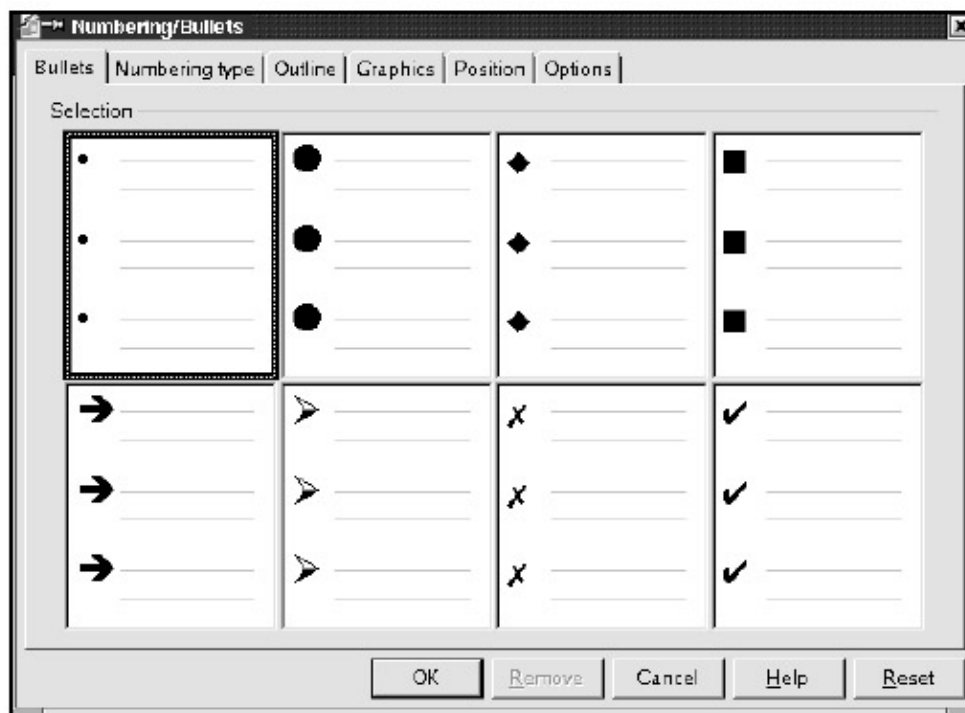 Numbering/Bullets
Bullets Numbering type Outline Graphics Position Options
Selection
OK Remove Cancel Help Reset